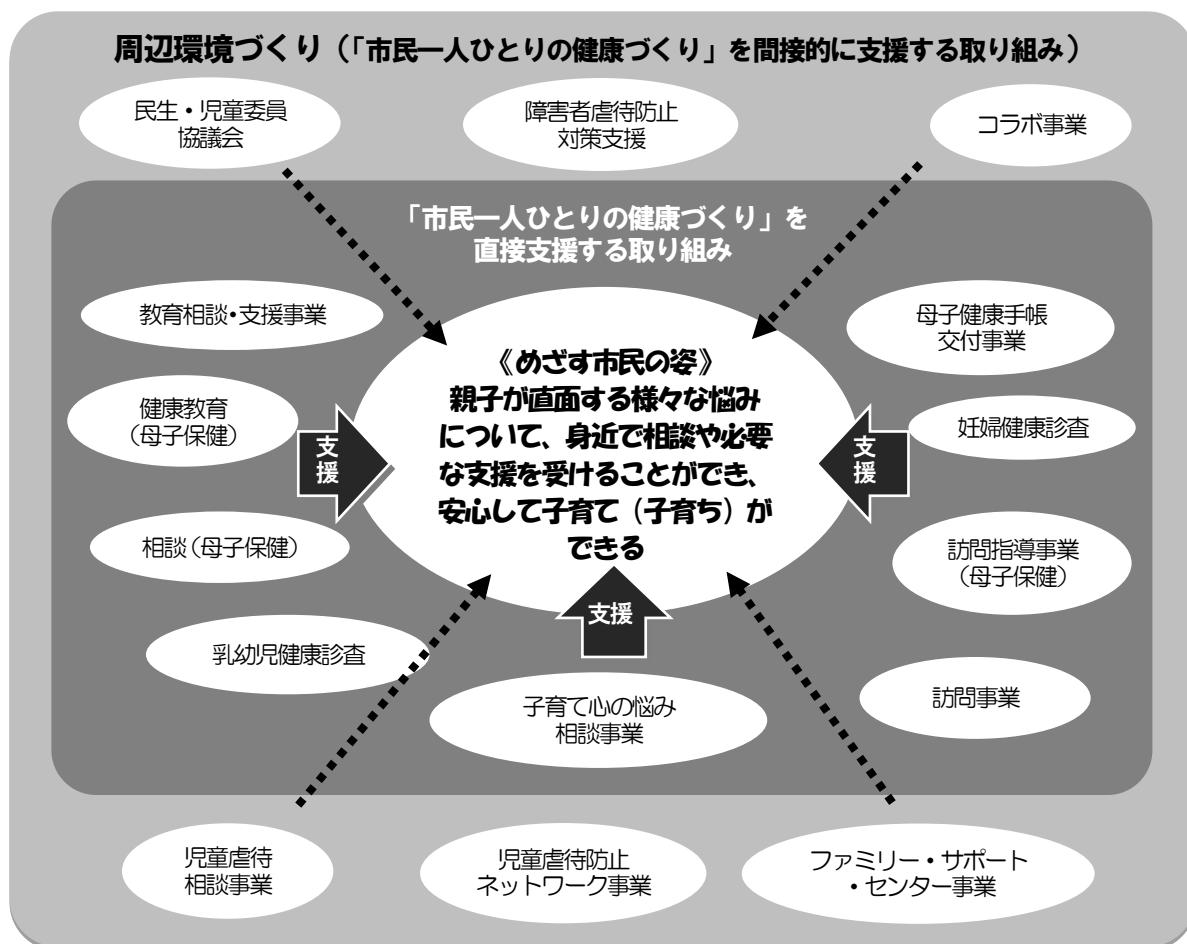 周辺環境づくり（「市民一人ひとりの健康づくり」を間接的に支援する取り組み）
民生・児童委員
協議会
障害者虐待防止
対策支援
コラボ事業
「市民一人ひとりの健康づくり」を
直接支援する取り組み
教育相談・支援事業
母子健康手帳
交付事業
《めざす市民の姿》
親子が直面する様々な悩み
について、身近で相談や必要
な支援を受けることができ、
安心して子育て（子育ち）が
できる
健康教育
（母子保健）
支援
妊婦健康診査
支援
相談（母子保健）
訪問指導事業
（母子保健）
支援
乳幼児健康診査
子育て心の悩み
相談事業
訪問事業
児童虐待
相談事業
児童虐待防止
ネットワーク事業
ファミリー・サポート
・センター事業